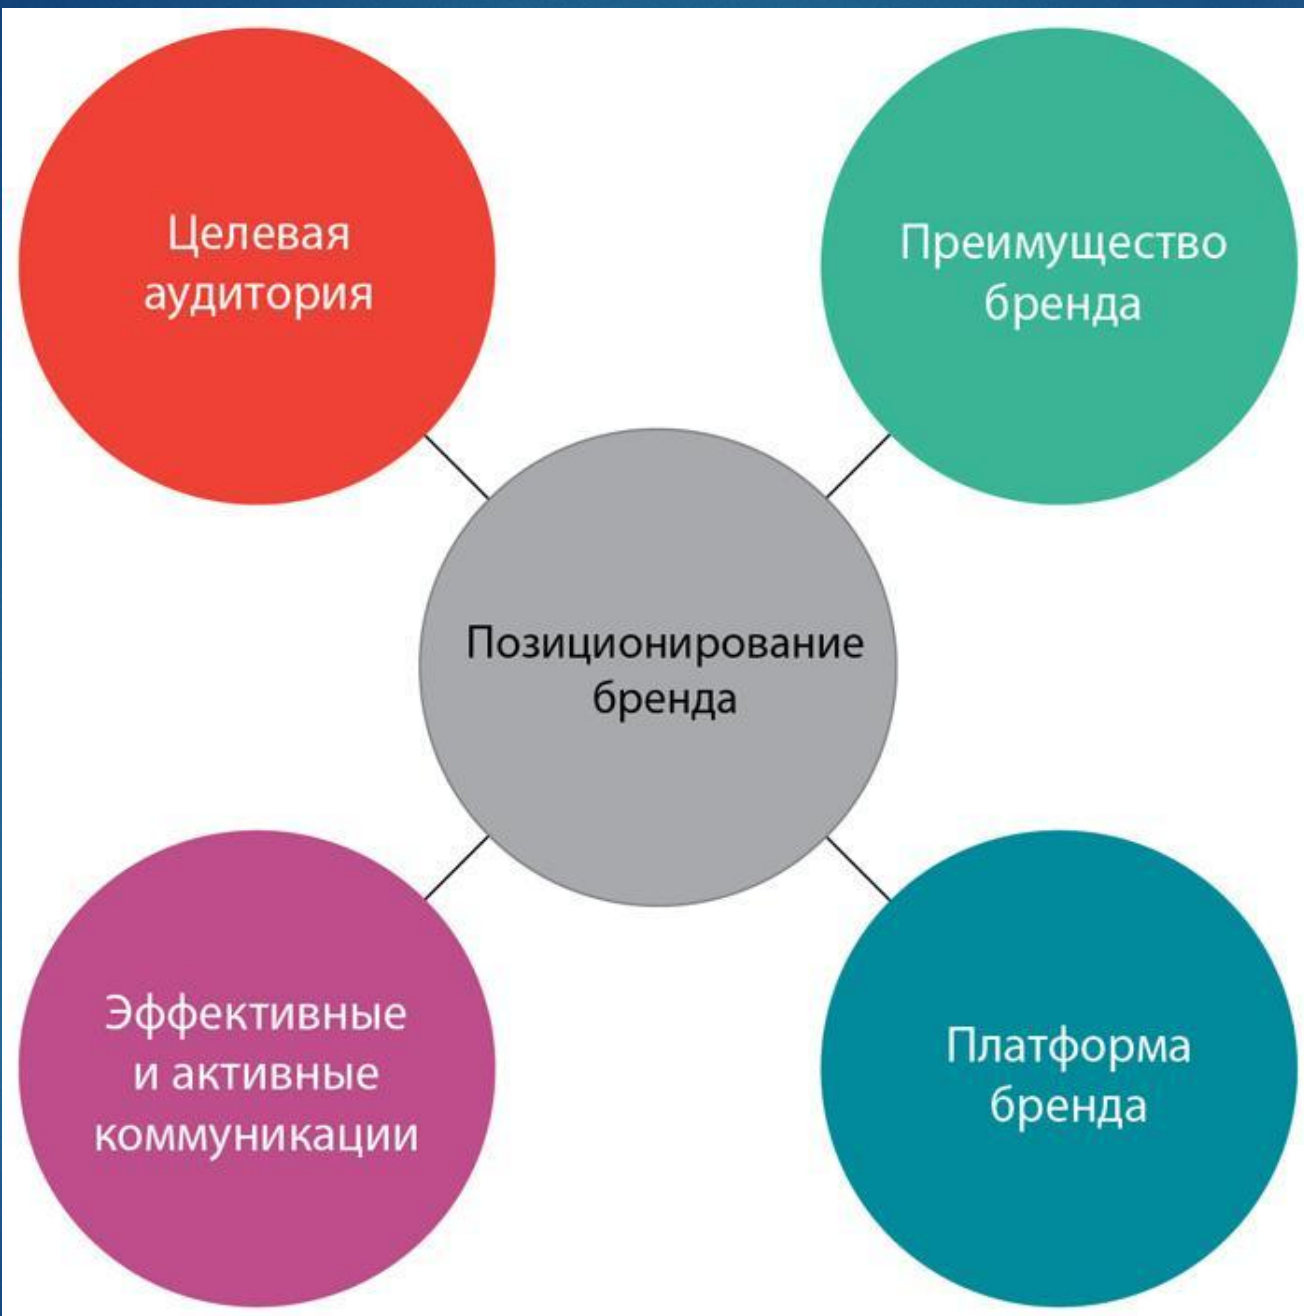 Целевая
аудитория
Преимущество
бренда
Позиционирование
бренда
Эффективные
и активные
коммуникации
Платформа
бренда